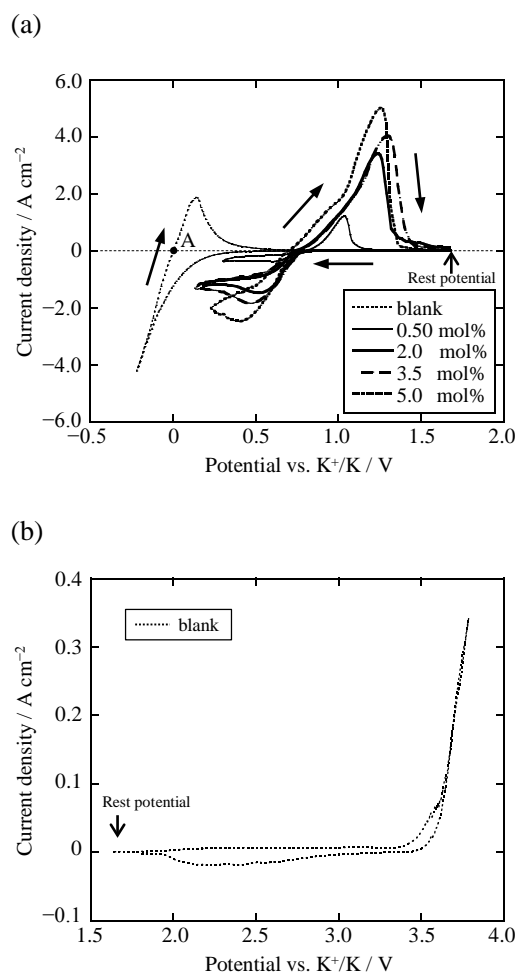 (a)
6.0
4.0
2.0
0
−2.0
−4.0
−6.0
Current density / A cm⁻²
A
Rest potential
blank
0.50 mol%
2.0 mol%
3.5 mol%
5.0 mol%
−0.5 0 0.5 1.0 1.5 2.0
Potential vs. K⁺/K / V
(b)
0.4
0.3
0.2
0.1
0
−0.1
Current density / A cm⁻²
blank
Rest potential
1.5 2.0 2.5 3.0 3.5 4.0
Potential vs. K⁺/K / V